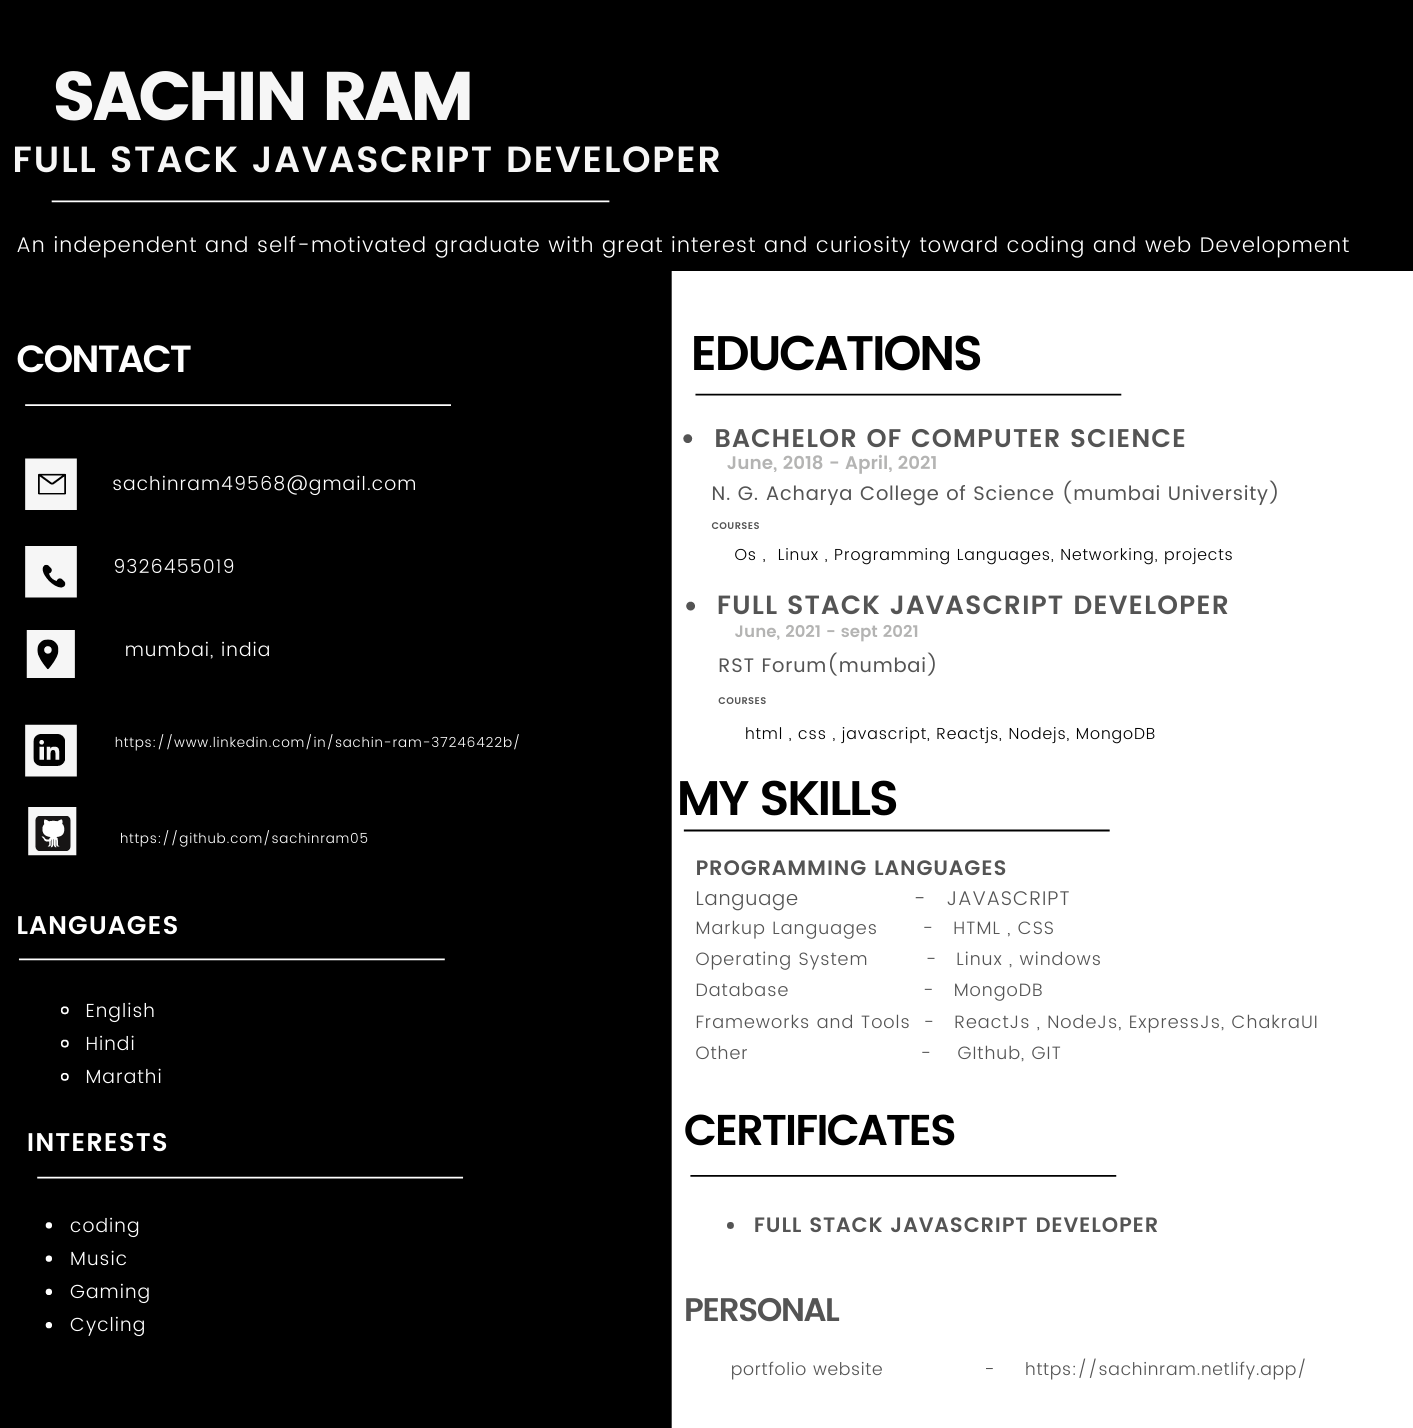 SACHIN RAM
FULL STACK JAVASCRIPT DEVELOPER
An independent and self-motivated graduate with great interest and curiosity toward coding and web Development
CONTACT
sachinram49568@gmail.com
9326455019
mumbai, india
https://www.linkedin.com/in/sachin-ram-37246422b/
https://github.com/sachinram05
LANGUAGES
English
Hindi
Marathi
INTERESTS
coding
Music
Gaming
Cycling
EDUCATIONS
BACHELOR OF COMPUTER SCIENCE
June, 2018 - April, 2021
N. G. Acharya College of Science (mumbai University)
COURSES
Os , Linux , Programming Languages, Networking, projects
FULL STACK JAVASCRIPT DEVELOPER
June, 2021 - sept 2021
RST Forum(mumbai)
COURSES
html , css , javascript, Reactjs, Nodejs, MongoDB
MY SKILLS
PROGRAMMING LANGUAGES
Language - JAVASCRIPT
Markup Languages - HTML , CSS
Operating System - Linux , windows
Database - MongoDB
Frameworks and Tools - ReactJs , NodeJs, ExpressJs, ChakraUI
Other - GIthub, GIT
CERTIFICATES
FULL STACK JAVASCRIPT DEVELOPER
PERSONAL
portfolio website - https://sachinram.netlify.app/